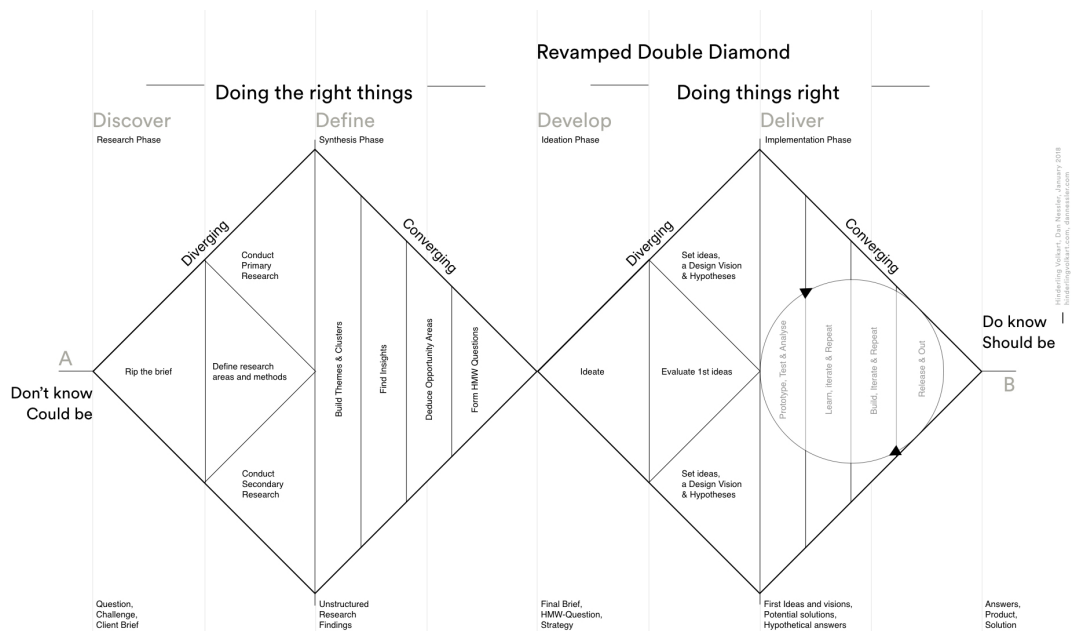 Revamped Double Diamond
Doing the right things
Doing things right
Discover
Research Phase
Define
Synthesis Phase
Develop
Ideation Phase
Deliver
Implementation Phase
Diverging
Converging
Diverging
Converging
A
Don't know
Could be
Rip the brief
Conduct
Primary
Research
Define research
areas and methods
Conduct
Secondary
Research
Build Themes & Clusters
Find Insights
Deduce Opportunity Areas
Form HMW Questions
Ideate
Set ideas,
a Design Vision
& Hypotheses
Evaluate 1st ideas
Set ideas,
a Design Vision
& Hypotheses
Prototype, Test & Analyse
Learn, Iterate & Repeat
Build, Iterate & Repeat
Release & Out
Do know
Should be
B
Hinderling Volkart, Dan Nessler, January 2018
hinderlingvolkart.com, dannessler.com
Question,
Challenge,
Client Brief
Unstructured
Research
Findings
Final Brief,
HMW-Question,
Strategy
First Ideas and visions,
Potential solutions,
Hypothetical answers
Answers,
Product,
Solution